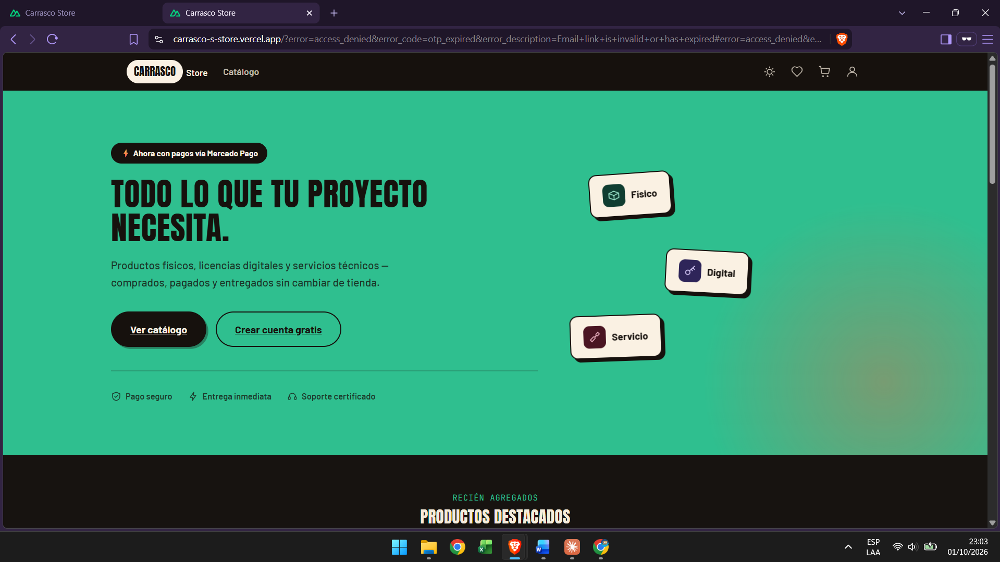 Carrasco Store
Carrasco Store
carrasco-s-store.vercel.app/?error=access_denied&error_code=otp_expired&error_description=Email+link+is+invalid+or+has+expired#error=access_denied&e...
CARRASCO Store
Catálogo
Ahora con pagos vía Mercado Pago
TODO LO QUE TU PROYECTO
NECESITA.
Productos físicos, licencias digitales y servicios técnicos —
comprados, pagados y entregados sin cambiar de tienda.
Ver catálogo
Crear cuenta gratis
Pago seguro
Entrega inmediata
Soporte certificado
Físico
Digital
Servicio
RECIÉN AGREGADOS
PRODUCTOS DESTACADOS
ESP
LAA
23:03
01/10/2026